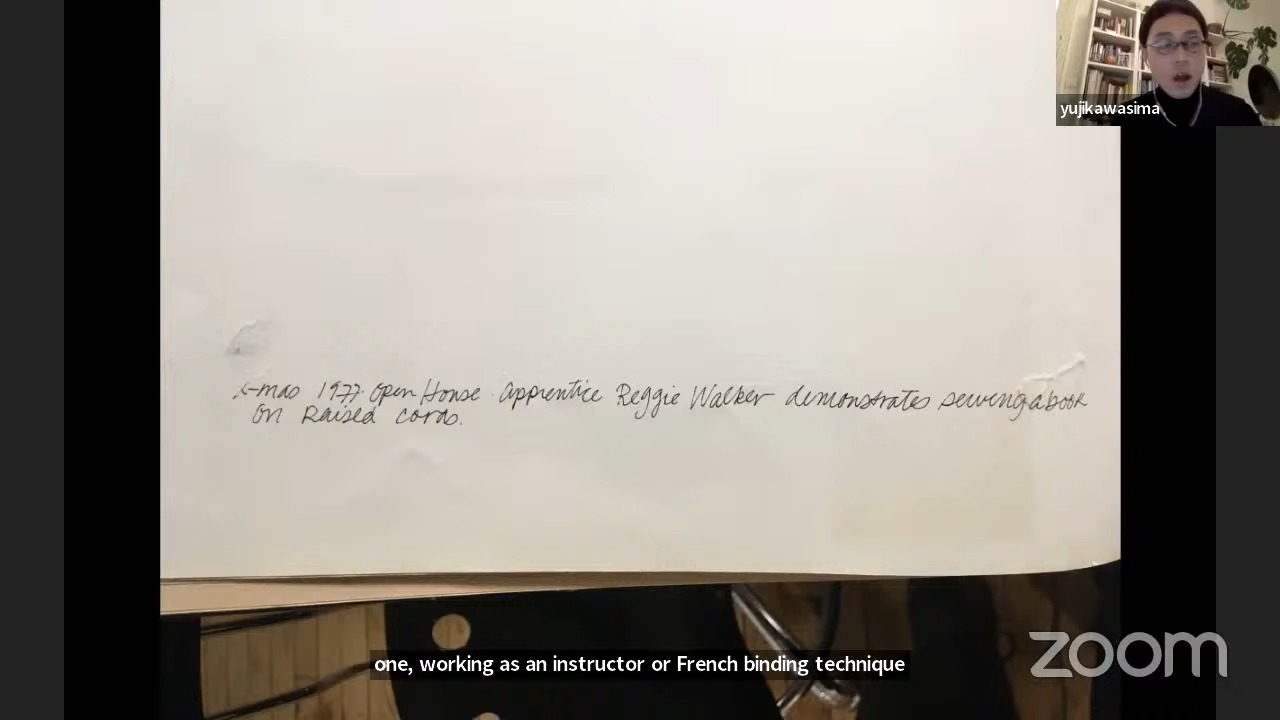 yujikawasima
X-mas 1977. Open House. Apprentice Reggie Walker demonstrates sewing a book
on Raised cords.
one, working as an instructor or French binding technique
zoom